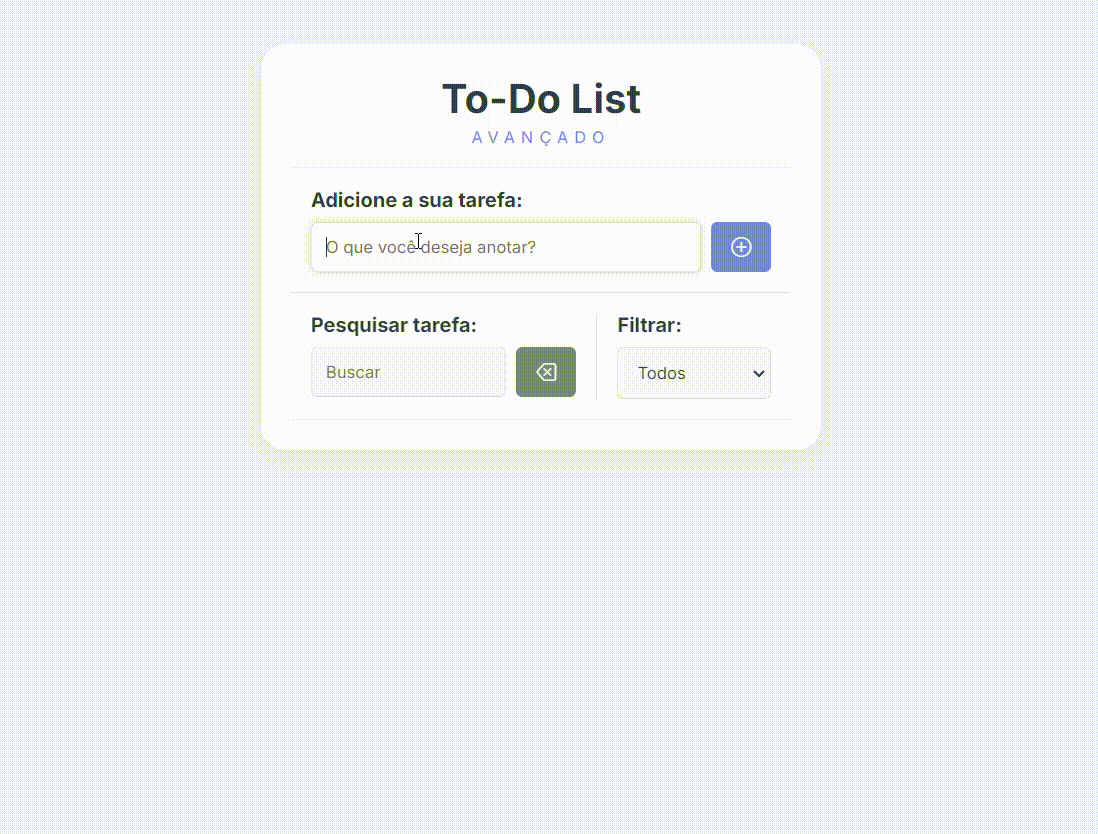 To-Do List
AVANÇADO
Adicione a sua tarefa:
O que você deseja anotar?
Pesquisar tarefa:
Filtrar:
Buscar
Todos